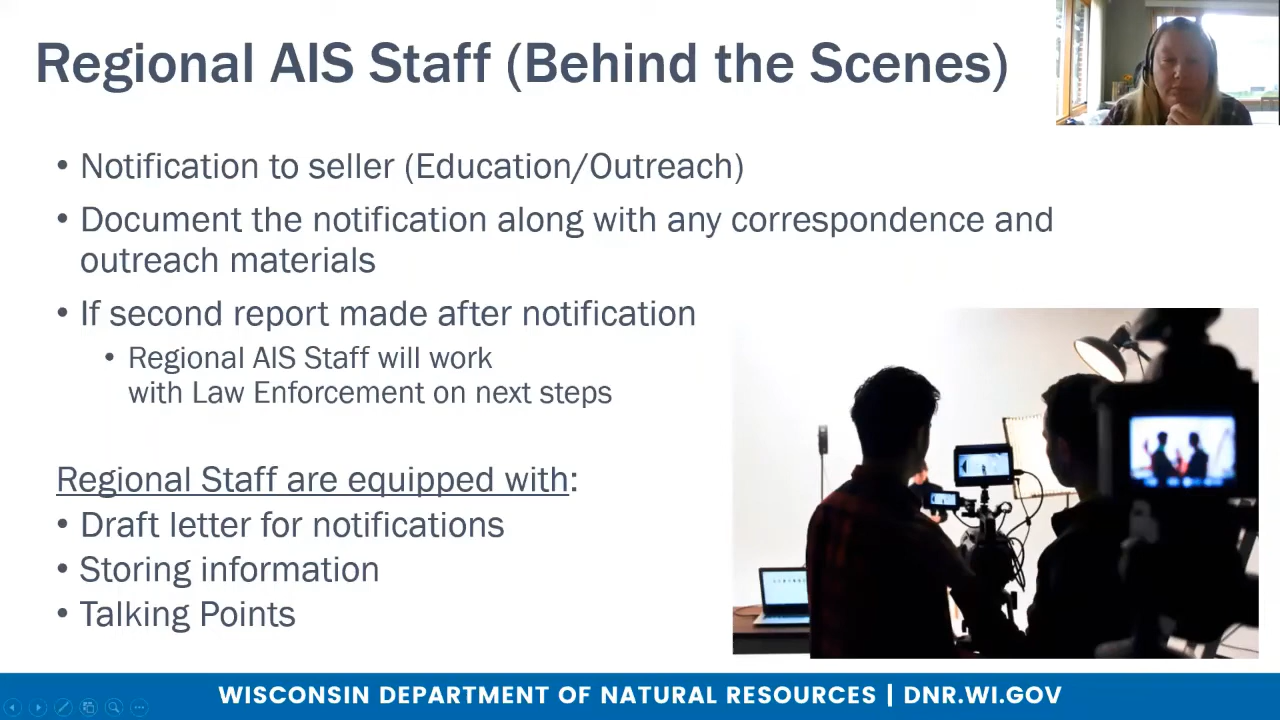 Regional AIS Staff (Behind the Scenes)
• Notification to seller (Education/Outreach)
• Document the notification along with any correspondence and
outreach materials
• If second report made after notification
• Regional AIS Staff will work
with Law Enforcement on next steps
Regional Staff are equipped with:
• Draft letter for notifications
• Storing information
• Talking Points
WISCONSIN DEPARTMENT OF NATURAL RESOURCES | DNR.WI.GOV